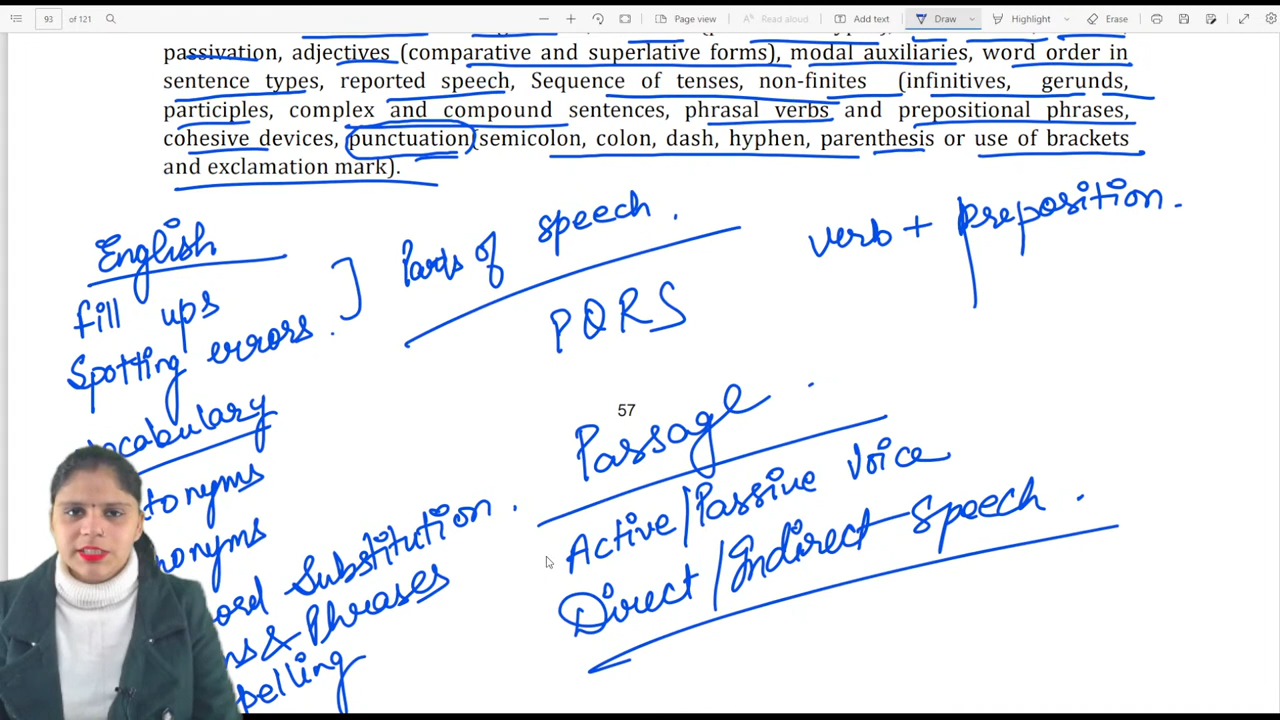 93 of 121
Page view
Read aloud
Add text
Draw
Highlight
Erase
passivation, adjectives (comparative and superlative forms), modal auxiliaries, word order in
sentence types, reported speech, Sequence of tenses, non-finites (infinitives, gerunds,
participles, complex and compound sentences, phrasal verbs and prepositional phrases,
cohesive devices, punctuation (semicolon, colon, dash, hyphen, parenthesis or use of brackets
and exclamation mark).
English
fill ups
Spotting errors.
Parts of speech.
PQRS
verb + Preposition.
57
Passage
Active/Passive Voice
Direct/Indirect Speech.
ocabulary
tonyms
onyms
ord Substitution.
ns & Phrases
pelling